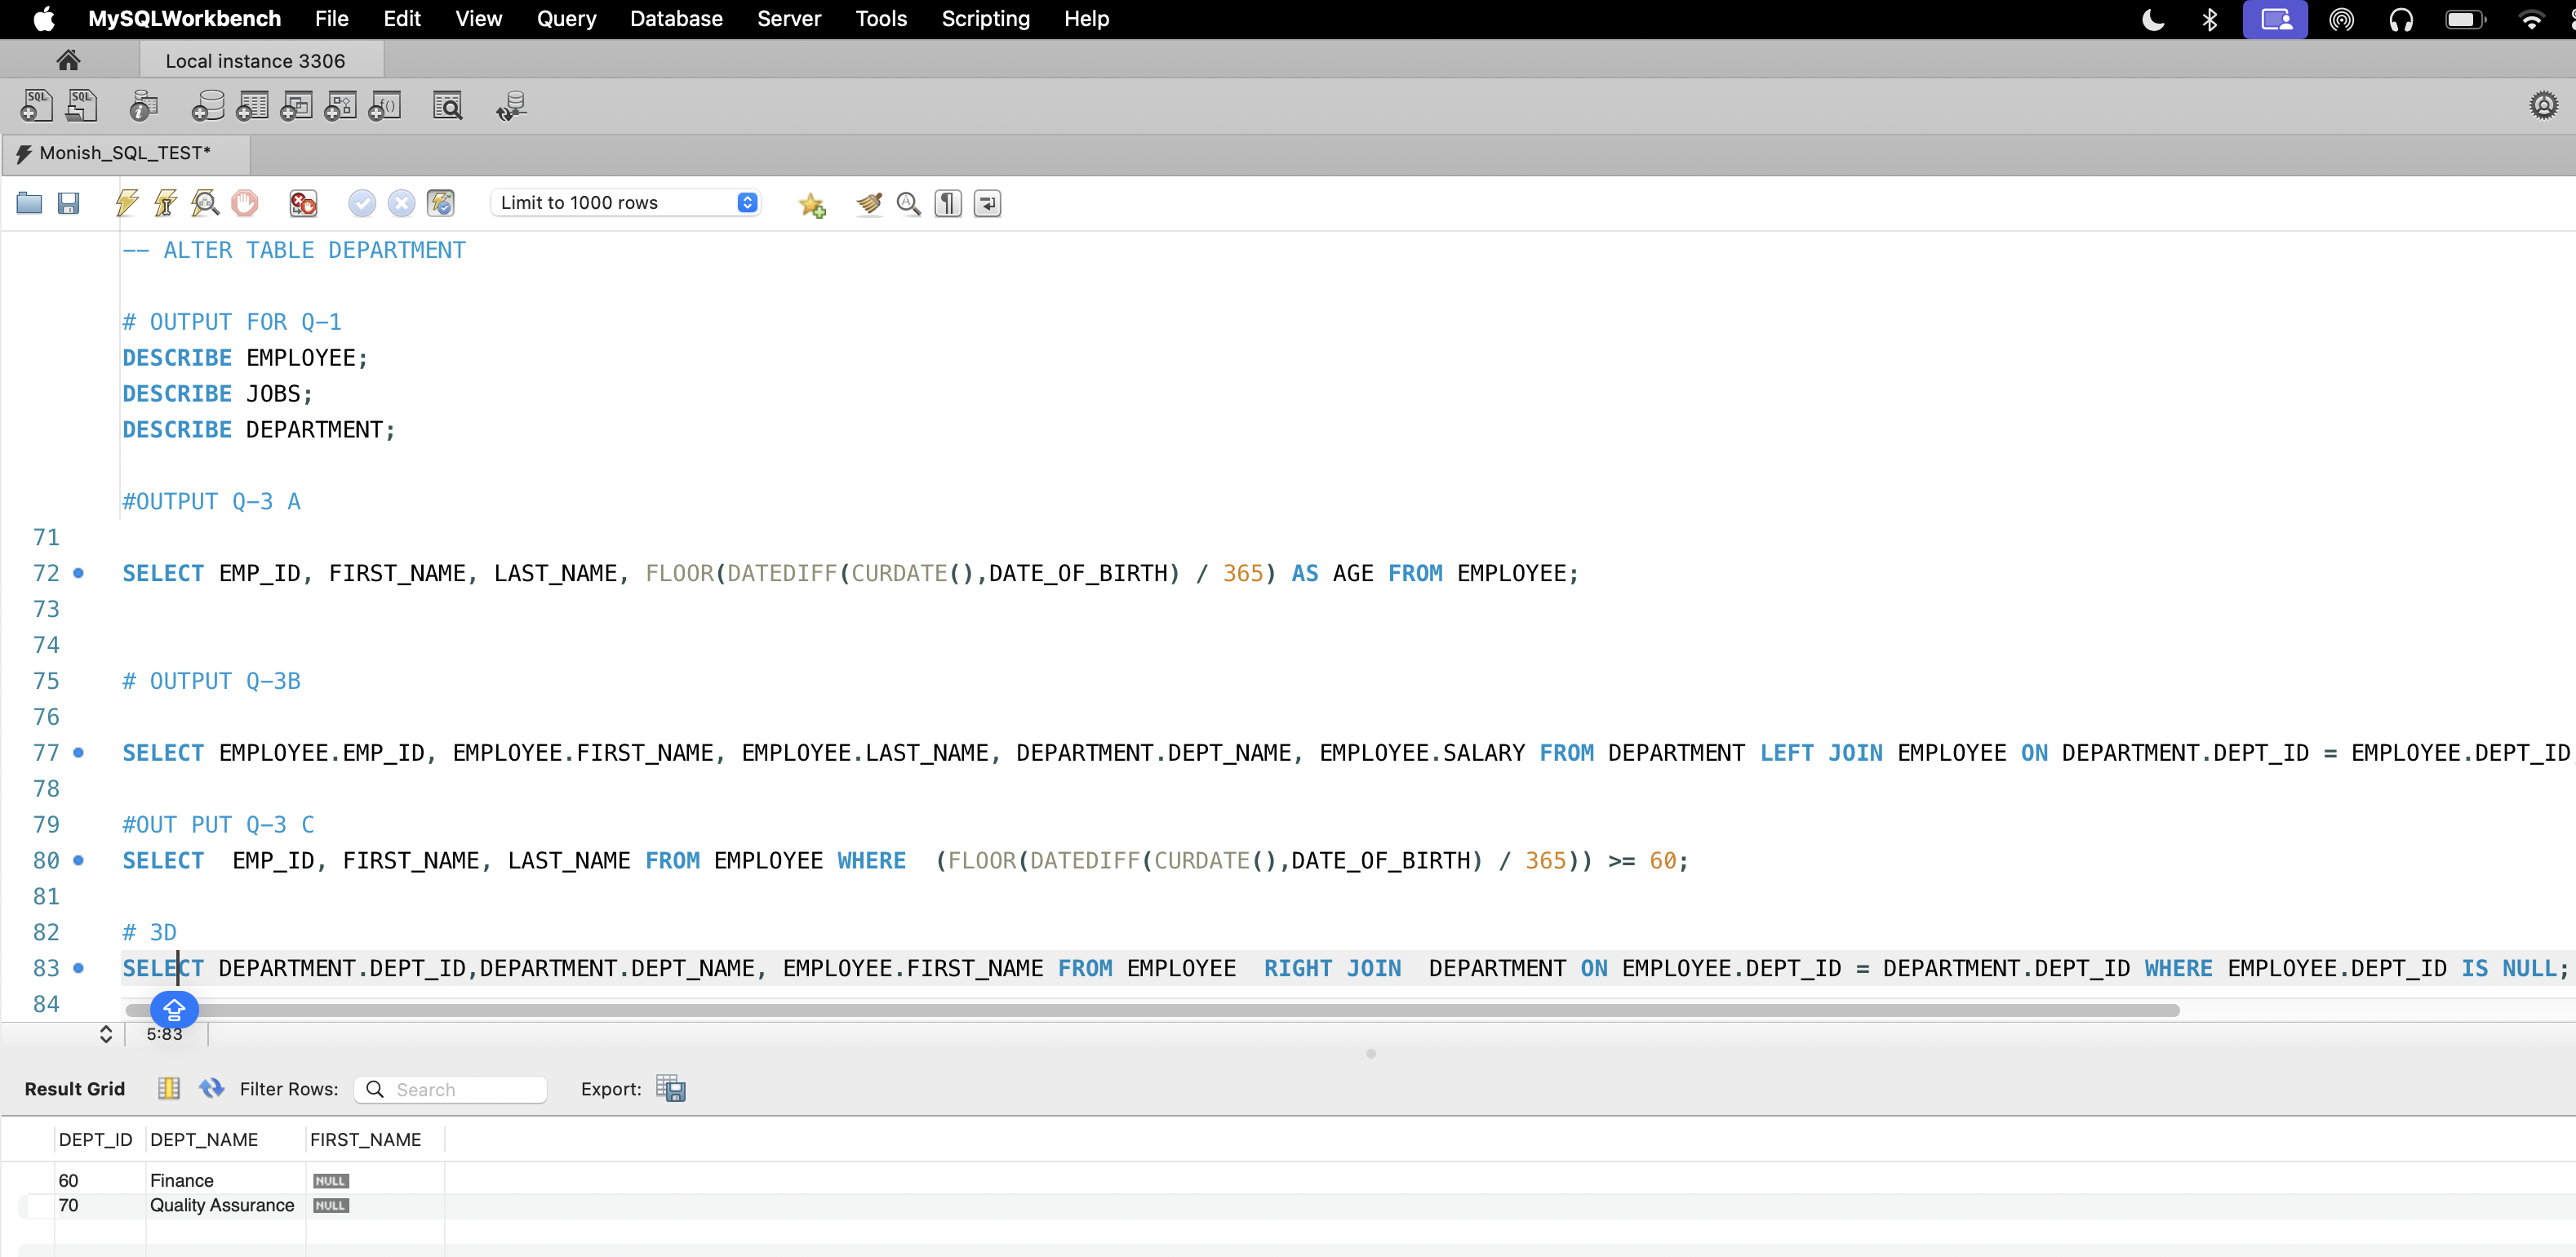 MySQLWorkbench File Edit View Query Database Server Tools Scripting Help
Local instance 3306
Monish_SQL_TEST*
Limit to 1000 rows
-- ALTER TABLE DEPARTMENT
# OUTPUT FOR Q-1
DESCRIBE EMPLOYEE;
DESCRIBE JOBS;
DESCRIBE DEPARTMENT;
#OUTPUT Q-3 A
71
72 SELECT EMP_ID, FIRST_NAME, LAST_NAME, FLOOR(DATEDIFF(CURDATE(),DATE_OF_BIRTH) / 365) AS AGE FROM EMPLOYEE;
73
74
75 # OUTPUT Q-3B
76
77 SELECT EMPLOYEE.EMP_ID, EMPLOYEE.FIRST_NAME, EMPLOYEE.LAST_NAME, DEPARTMENT.DEPT_NAME, EMPLOYEE.SALARY FROM DEPARTMENT LEFT JOIN EMPLOYEE ON DEPARTMENT.DEPT_ID = EMPLOYEE.DEPT_ID
78
79 #OUT PUT Q-3 C
80 SELECT  EMP_ID, FIRST_NAME, LAST_NAME FROM EMPLOYEE WHERE  (FLOOR(DATEDIFF(CURDATE(),DATE_OF_BIRTH) / 365)) >= 60;
81
82 # 3D
83 SELECT DEPARTMENT.DEPT_ID,DEPARTMENT.DEPT_NAME, EMPLOYEE.FIRST_NAME FROM EMPLOYEE  RIGHT JOIN  DEPARTMENT ON EMPLOYEE.DEPT_ID = DEPARTMENT.DEPT_ID WHERE EMPLOYEE.DEPT_ID IS NULL;
84
5:83
Result Grid Filter Rows: Search Export:
DEPT_ID DEPT_NAME FIRST_NAME
60 Finance NULL
70 Quality Assurance NULL